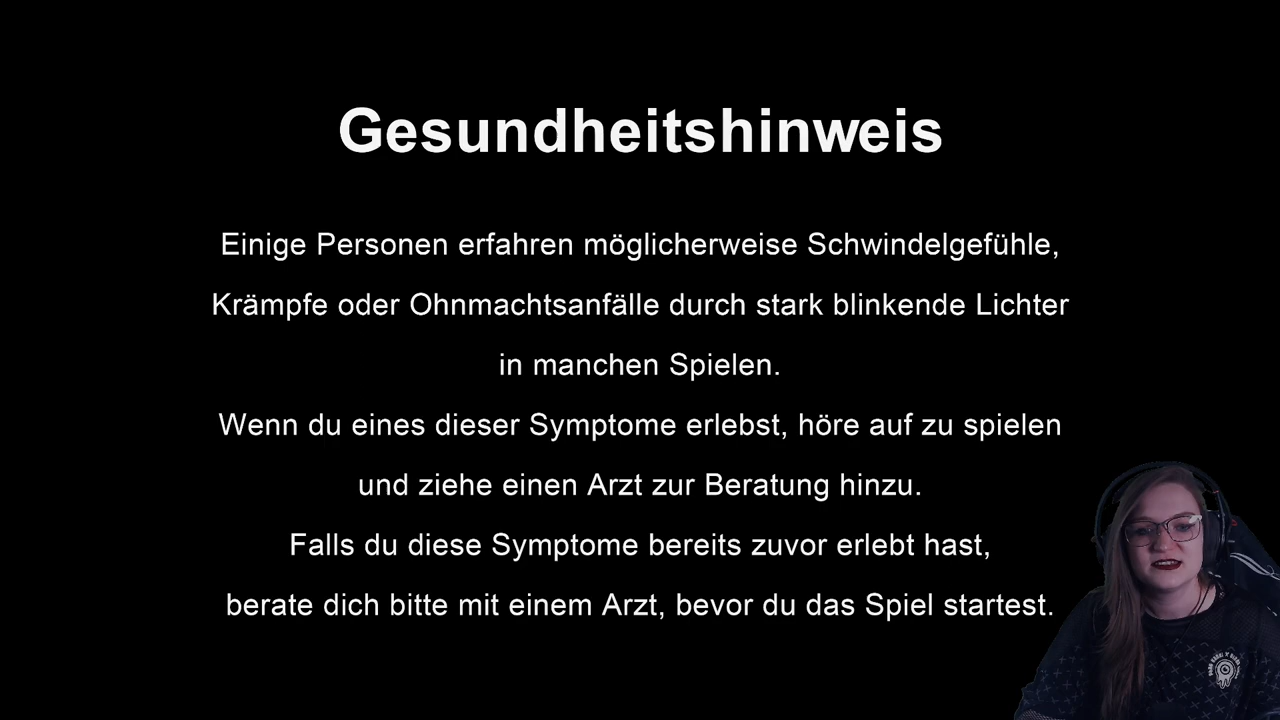 Gesundheitshinweis
Einige Personen erfahren möglicherweise Schwindelgefühle,
Krämpfe oder Ohnmachtsanfälle durch stark blinkende Lichter
in manchen Spielen.
Wenn du eines dieser Symptome erlebst, höre auf zu spielen
und ziehe einen Arzt zur Beratung hinzu.
Falls du diese Symptome bereits zuvor erlebt hast,
berate dich bitte mit einem Arzt, bevor du das Spiel startest.